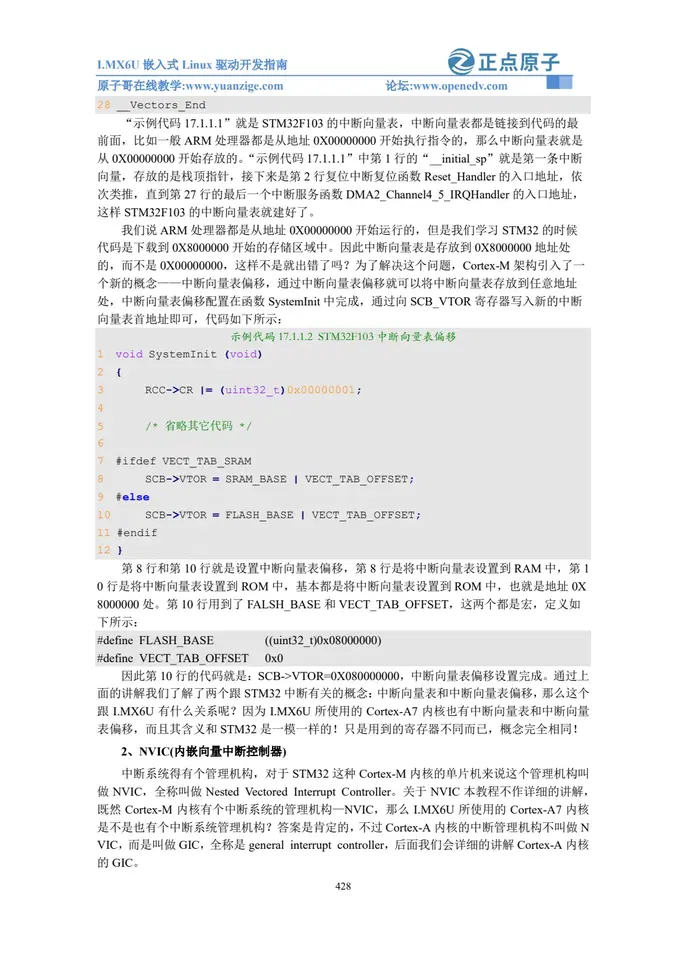 I.MX6U 嵌入式 Linux 驱动开发指南
正点原子
原子哥在线教学:www.yuanzige.com 论坛:www.openedv.com
28 __Vectors_End
“示例代码 17.1.1.1”就是 STM32F103 的中断向量表，中断向量表都是链接到代码的最
前面，比如一般 ARM 处理器都是从地址 0X00000000 开始执行指令的，那么中断向量表就是
从 0X00000000 开始存放的。“示例代码 17.1.1.1”中第 1 行的“__initial_sp”就是第一条中断
向量，存放的是栈顶指针，接下来是第 2 行复位中断复位函数 Reset_Handler 的入口地址，依
次类推，直到第 27 行的最后一个中断服务函数 DMA2_Channel4_5_IRQHandler 的入口地址，
这样 STM32F103 的中断向量表就建好了。
我们说 ARM 处理器都是从地址 0X00000000 开始运行的，但是我们学习 STM32 的时候
代码是下载到 0X8000000 开始的存储区域中。因此中断向量表是存放到 0X8000000 地址处
的，而不是 0X00000000，这样不是就出错了吗？为了解决这个问题，Cortex-M 架构引入了一
个新的概念——中断向量表偏移，通过中断向量表偏移就可以将中断向量表存放到任意地址
处，中断向量表偏移配置在函数 SystemInit 中完成，通过向 SCB_VTOR 寄存器写入新的中断
向量表首地址即可，代码如下所示：
示例代码 17.1.1.2 STM32F103 中断向量表偏移
1 void SystemInit (void)
2 {
3 RCC->CR |= (uint32_t)0x00000001;
4
5 /* 省略其它代码 */
6
7 #ifdef VECT_TAB_SRAM
8 SCB->VTOR = SRAM_BASE | VECT_TAB_OFFSET;
9 #else
10 SCB->VTOR = FLASH_BASE | VECT_TAB_OFFSET;
11 #endif
12 }
第 8 行和第 10 行就是设置中断向量表偏移，第 8 行是将中断向量表设置到 RAM 中，第 1
0 行是将中断向量表设置到 ROM 中，基本都是将中断向量表设置到 ROM 中，也就是地址 0X
8000000 处。第 10 行用到了 FALSH_BASE 和 VECT_TAB_OFFSET，这两个都是宏，定义如
下所示：
#define FLASH_BASE ((uint32_t)0x08000000)
#define VECT_TAB_OFFSET 0x0
因此第 10 行的代码就是：SCB->VTOR=0X080000000，中断向量表偏移设置完成。通过上
面的讲解我们了解了两个跟 STM32 中断有关的概念：中断向量表和中断向量表偏移，那么这个
跟 I.MX6U 有什么关系呢？因为 I.MX6U 所使用的 Cortex-A7 内核也有中断向量表和中断向量
表偏移，而且其含义和 STM32 是一模一样的！只是用到的寄存器不同而已，概念完全相同！
2、NVIC(内嵌向量中断控制器)
中断系统得有个管理机构，对于 STM32 这种 Cortex-M 内核的单片机来说这个管理机构叫
做 NVIC，全称叫做 Nested Vectored Interrupt Controller。关于 NVIC 本教程不作详细的讲解，
既然 Cortex-M 内核有个中断系统的管理机构—NVIC，那么 I.MX6U 所使用的 Cortex-A7 内核
是不是也有个中断系统管理机构？答案是肯定的，不过 Cortex-A 内核的中断管理机构不叫做 N
VIC，而是叫做 GIC，全称是 general interrupt controller，后面我们会详细的讲解 Cortex-A 内核
的 GIC。
428